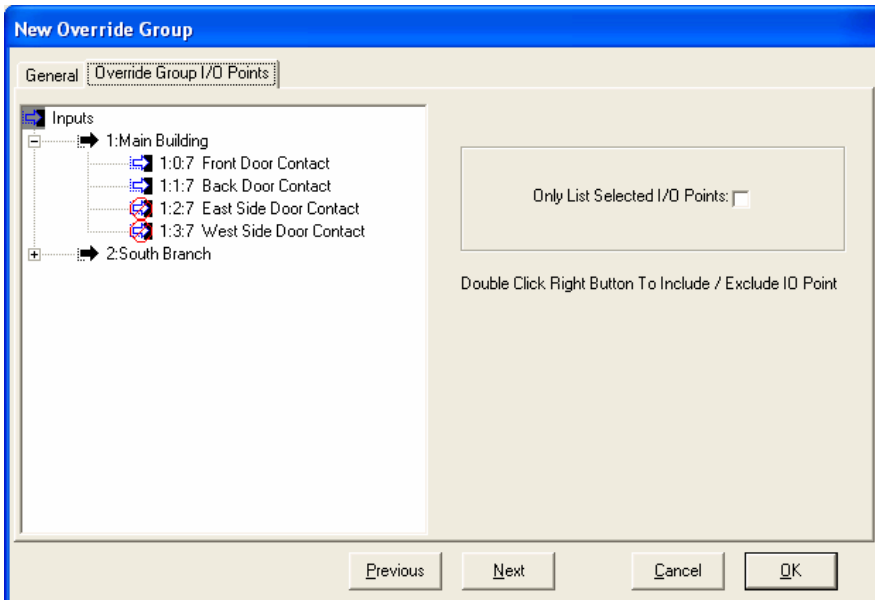 New Override Group
General
Override Group I/O Points
Inputs
1:Main Building
1:0:7 Front Door Contact
1:1:7 Back Door Contact
1:2:7 East Side Door Contact
1:3:7 West Side Door Contact
2:South Branch
Only List Selected I/O Points:
Double Click Right Button To Include / Exclude IO Point
Previous
Next
Cancel
OK